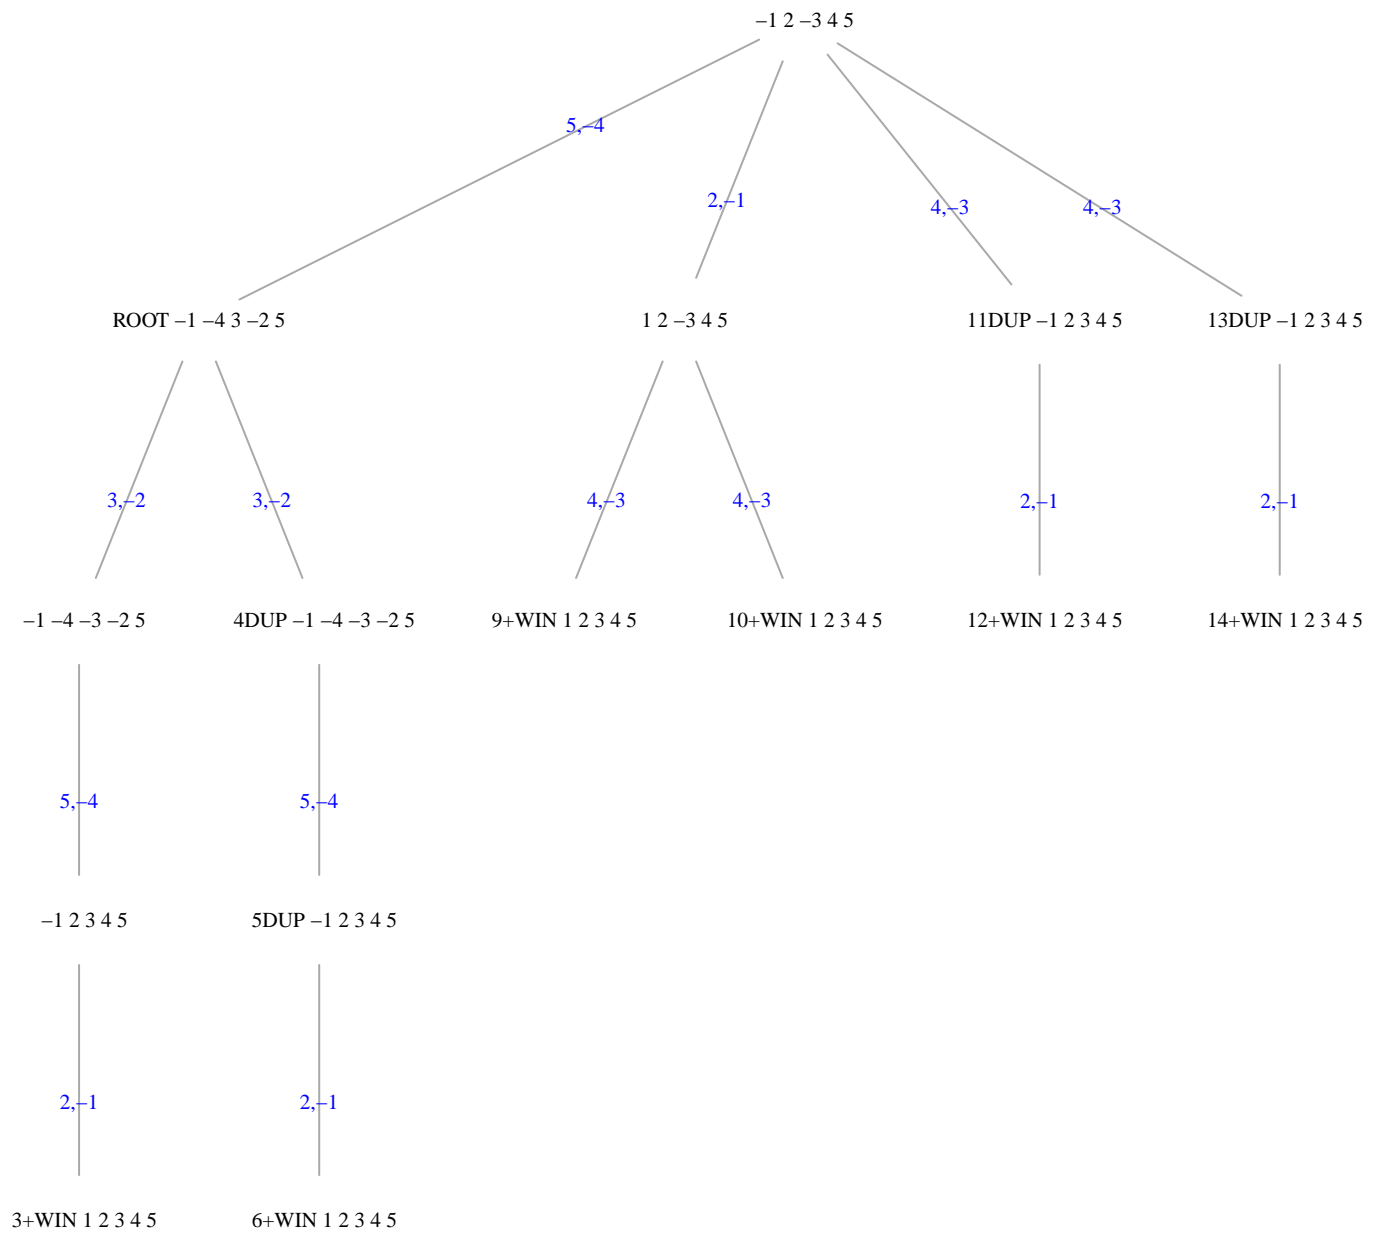 –1 2 –3 4 5
5,–4
2,–1
4,–3
4,–3
ROOT –1 –4 3 –2 5
1 2 –3 4 5
11DUP –1 2 3 4 5
13DUP –1 2 3 4 5
3,–2
3,–2
4,–3
4,–3
2,–1
2,–1
–1 –4 –3 –2 5
4DUP –1 –4 –3 –2 5
9+WIN 1 2 3 4 5
10+WIN 1 2 3 4 5
12+WIN 1 2 3 4 5
14+WIN 1 2 3 4 5
5,–4
5,–4
–1 2 3 4 5
5DUP –1 2 3 4 5
2,–1
2,–1
3+WIN 1 2 3 4 5
6+WIN 1 2 3 4 5